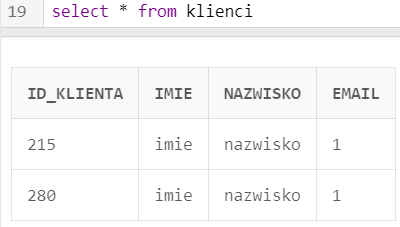 19 select * from klienci
ID_KLIENTA IMIE NAZWISKO EMAIL
215 imie nazwisko 1
280 imie nazwisko 1